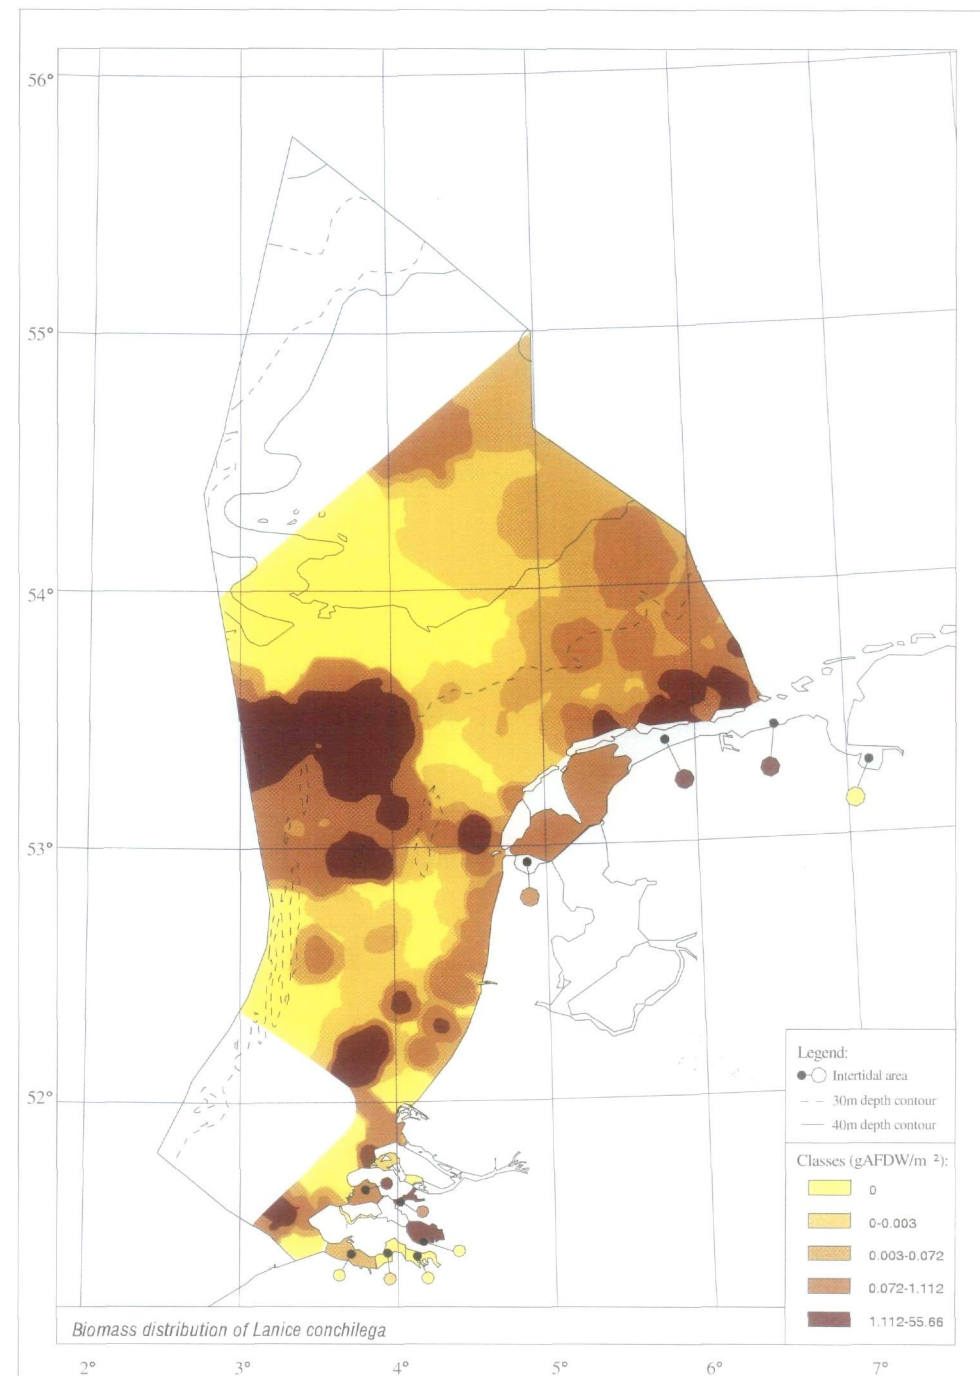 56°
55°
54°
53°
52°
Legend:
Intertidal area
30m depth contour
40m depth contour
Classes (gAFDW/m ²):
0
0-0.003
0.003-0.072
0.072-1.112
1.112-55.66
Biomass distribution of Lanice conchilega
2° 3° 4° 5° 6° 7°